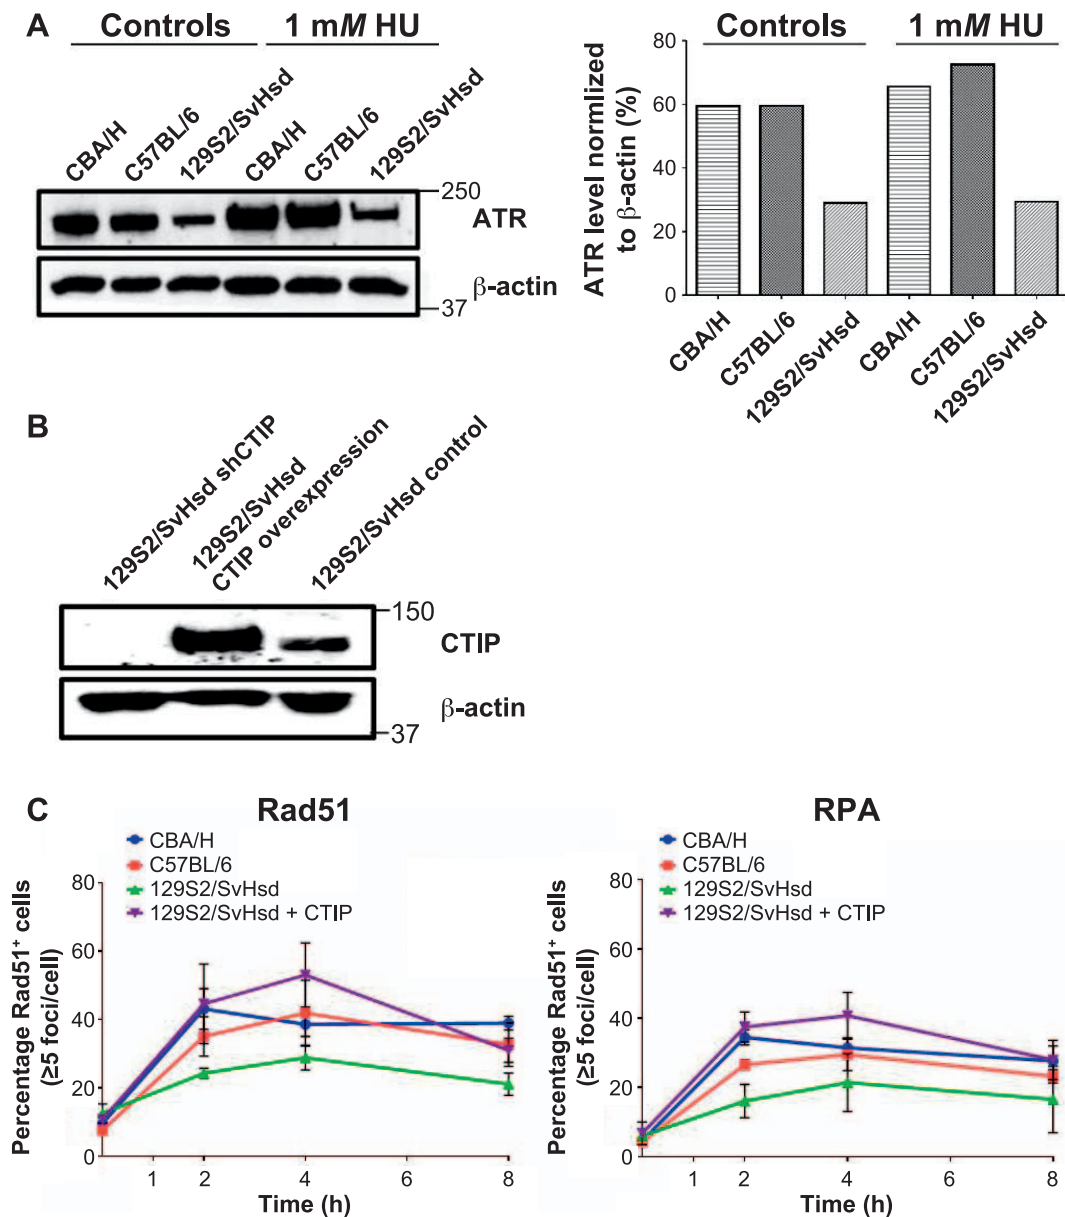 A
Controls
1 mM HU
CBA/H
C57BL/6
129S2/SvHsd
CBA/H
C57BL/6
129S2/SvHsd
250
ATR
β-actin
37
Controls
1 mM HU
ATR level normlized
to β-actin (%)
80
60
40
20
0
CBA/H
C57BL/6
129S2/SvHsd
CBA/H
C57BL/6
129S2/SvHsd
B
129S2/SvHsd shCTIP
129S2/SvHsd
CTIP overexpression
129S2/SvHsd control
150
CTIP
β-actin
37
C
Rad51
CBA/H
C57BL/6
129S2/SvHsd
129S2/SvHsd + CTIP
Percentage Rad51⁺ cells
(≥5 foci/cell)
80
60
40
20
0
1 2 4 6 8
Time (h)
RPA
CBA/H
C57BL/6
129S2/SvHsd
129S2/SvHsd + CTIP
Percentage Rad51⁺ cells
(≥5 foci/cell)
80
60
40
20
0
1 2 4 6 8
Time (h)